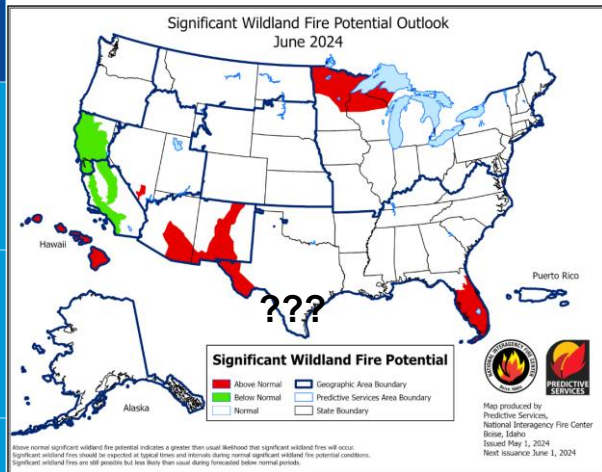 Significant Wildland Fire Potential Outlook
June 2024
Hawaii
???
Puerto Rico
Alaska
Significant Wildland Fire Potential
Above Normal
Below Normal
Normal
Geographic Area Boundary
Predictive Services Area Boundary
State Boundary
NATIONAL INTERAGENCY FIRE CENTER
PREDICTIVE
SERVICES
Map produced by
Predictive Services,
National Interagency Fire Center
Boise, Idaho
Issued May 1, 2024
Next issuance June 1, 2024
Above normal significant wildland fire potential indicates a greater than usual likelihood that significant wildland fires will occur.
Significant wildland fires should be expected at typical times and intervals during normal significant wildland fire potential conditions.
Significant wildland fires are still possible but less likely than usual during forecasted below normal periods.